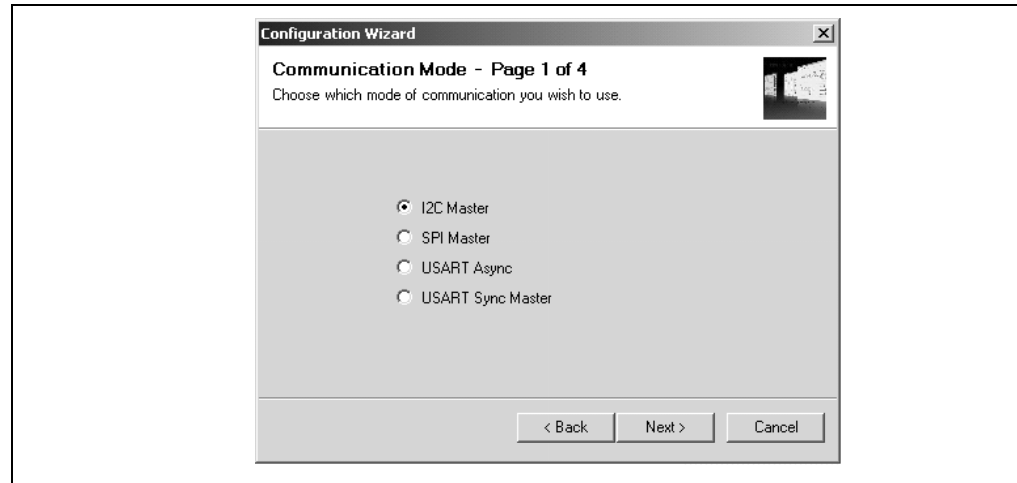 Configuration Wizard
Communication Mode - Page 1 of 4
Choose which mode of communication you wish to use.
I2C Master
SPI Master
USART Async
USART Sync Master
< Back
Next >
Cancel